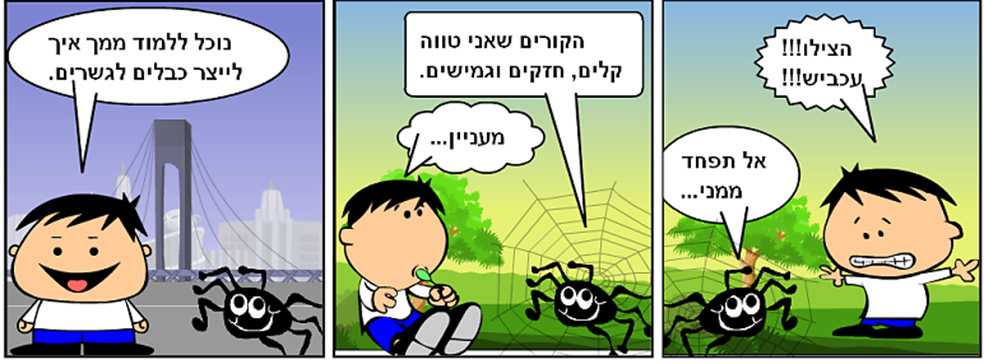 הצילו!!!
עכביש!!!
אל תפחד
ממני...
הקורים שאני טווה
קלים, חזקים וגמישים.
מעניין...
נוכל ללמוד ממך איך
לייצר כבלים לגשרים.